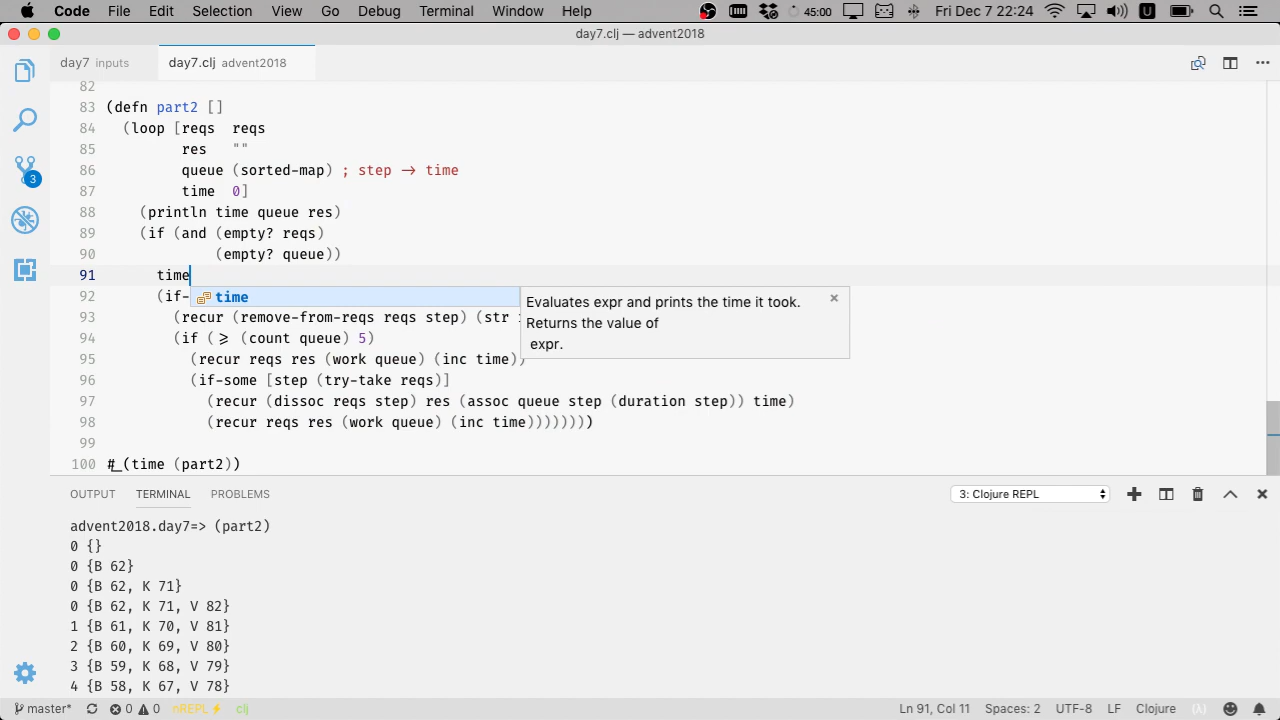 Code File Edit Selection View Go Debug Terminal Window Help 45:00 U Fri Dec 7 22:24
day7.clj — advent2018
day7 inputs day7.clj advent2018
82
83 (defn part2 []
84 (loop [reqs reqs
85 res ""
86 queue (sorted-map) ; step → time
87 time 0]
88 (println time queue res)
89 (if (and (empty? reqs)
90 (empty? queue))
91 time
92 (if-
time
Evaluates expr and prints the time it took.
Returns the value of
expr.
93 (recur (remove-from-reqs reqs step) (str
94 (if (⩾ (count queue) 5)
95 (recur reqs res (work queue) (inc time))
96 (if-some [step (try-take reqs)]
97 (recur (dissoc reqs step) res (assoc queue step (duration step)) time)
98 (recur reqs res (work queue) (inc time))))))))
99
100 #_(time (part2))
OUTPUT TERMINAL PROBLEMS 3: Clojure REPL
advent2018.day7=> (part2)
0 {}
0 {B 62}
0 {B 62, K 71}
0 {B 62, K 71, V 82}
1 {B 61, K 70, V 81}
2 {B 60, K 69, V 80}
3 {B 59, K 68, V 79}
4 {B 58, K 67, V 78}
3
master* 0 0 nREPL⚡ clj Ln 91, Col 11 Spaces: 2 UTF-8 LF Clojure (λ)